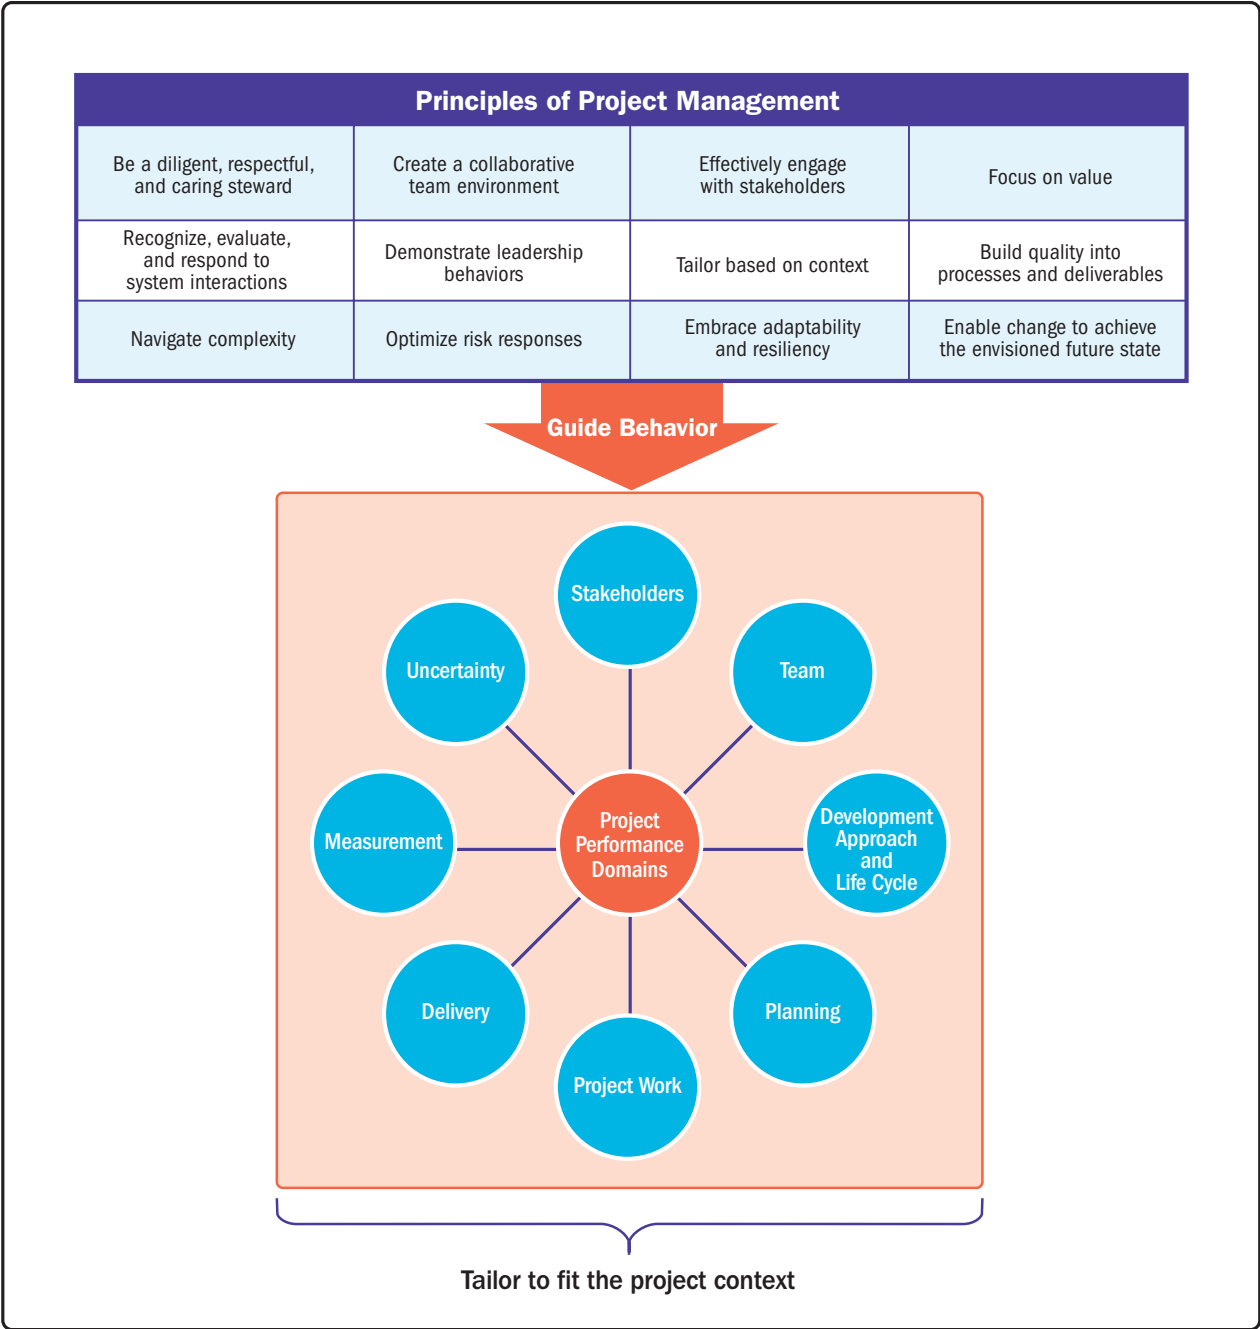 Principles of Project Management
Be a diligent, respectful,
and caring steward
Create a collaborative
team environment
Effectively engage
with stakeholders
Focus on value
Recognize, evaluate,
and respond to
system interactions
Demonstrate leadership
behaviors
Tailor based on context
Build quality into
processes and deliverables
Navigate complexity
Optimize risk responses
Embrace adaptability
and resiliency
Enable change to achieve
the envisioned future state
Guide Behavior
Stakeholders
Uncertainty
Team
Measurement
Project
Performance
Domains
Development
Approach
and
Life Cycle
Delivery
Planning
Project Work
Tailor to fit the project context